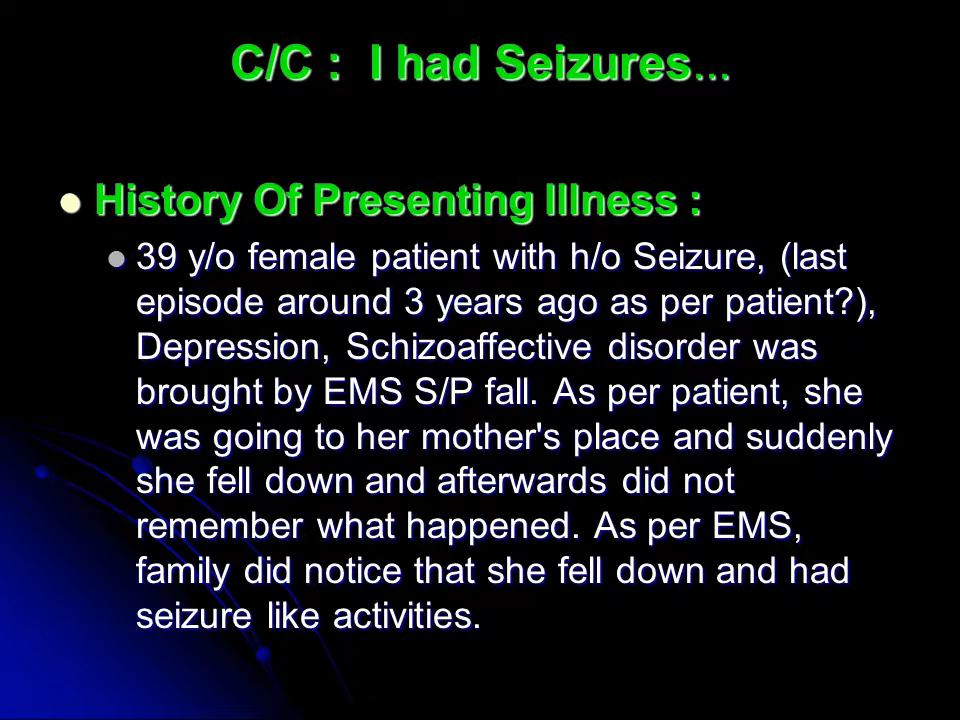 C/C : I had Seizures...
History Of Presenting Illness :
39 y/o female patient with h/o Seizure, (last
episode around 3 years ago as per patient?),
Depression, Schizoaffective disorder was
brought by EMS S/P fall. As per patient, she
was going to her mother's place and suddenly
she fell down and afterwards did not
remember what happened. As per EMS,
family did notice that she fell down and had
seizure like activities.